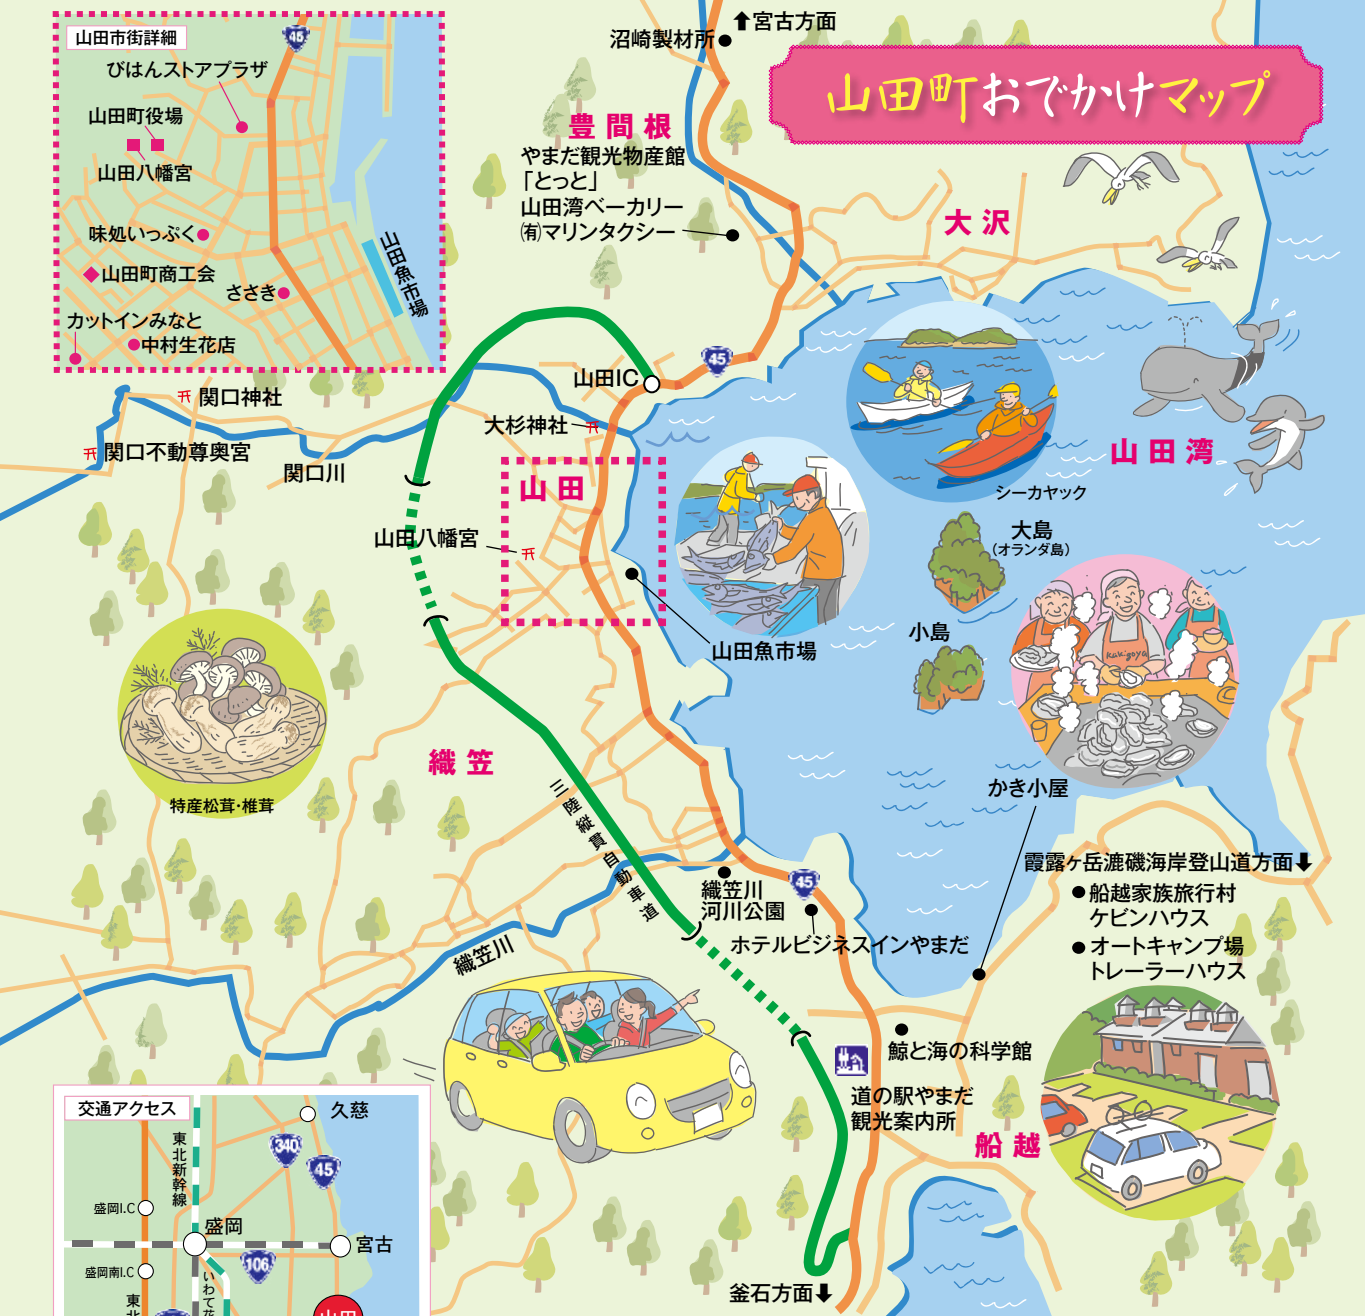 山田町おでかけマップ
↑宮古方面
沼崎製材所
山田市街詳細
45
びはんストアプラザ
山田町役場
山田八幡宮
味処いっぷく
山田町商工会
ささき
カットインみなと
中村生花店
山田魚市場
豊間根
やまだ観光物産館
「とっと」
山田湾ベーカリー
㈲マリンタクシー
大沢
45
山田IC
関口神社
関口不動尊奥宮
関口川
大杉神社
山田
山田八幡宮
山田魚市場
シーカヤック
山田湾
大島
(オランダ島)
小島
kakigoya
かき小屋
特産松茸・椎茸
織笠
三陸縦貫自動車道
織笠川
河川公園
45
ホテルビジネスインやまだ
織笠川
霞露ヶ岳漉磯海岸登山道方面↓
船越家族旅行村
ケビンハウス
オートキャンプ場
トレーラーハウス
鯨と海の科学館
道の駅やまだ
観光案内所
船越
釜石方面↓
交通アクセス
久慈
東北新幹線
340
45
盛岡I.C
盛岡
宮古
106
盛岡南I.C
東北
いわて花
山田